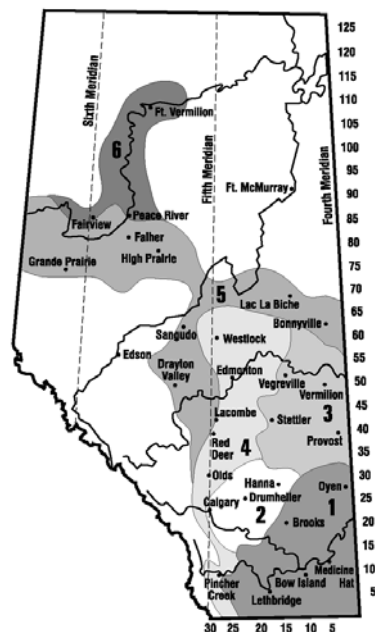 125
120
115
110
105
100
95
90
85
80
75
70
65
60
55
50
45
40
35
30
25
20
15
10
5
Sixth Meridian
Fifth Meridian
Fourth Meridian
Ft. Vermilion
6
Ft. McMurray
Fairview
Peace River
Falher
High Prairie
Grande Prairie
5
Lac La Biche
Bonnyville
Sangudo
Westlock
Edson
Edmonton
Drayton
Valley
Vegreville
Vermilion
3
Lacombe
Stettler
Provost
Red
Deer
4
Olds
Hanna
Oyen
Drumheller
1
Calgary
2
Brooks
Medicine
Hat
Pincher
Creek
Bow Island
Lethbridge
30 25 20 15 10 5